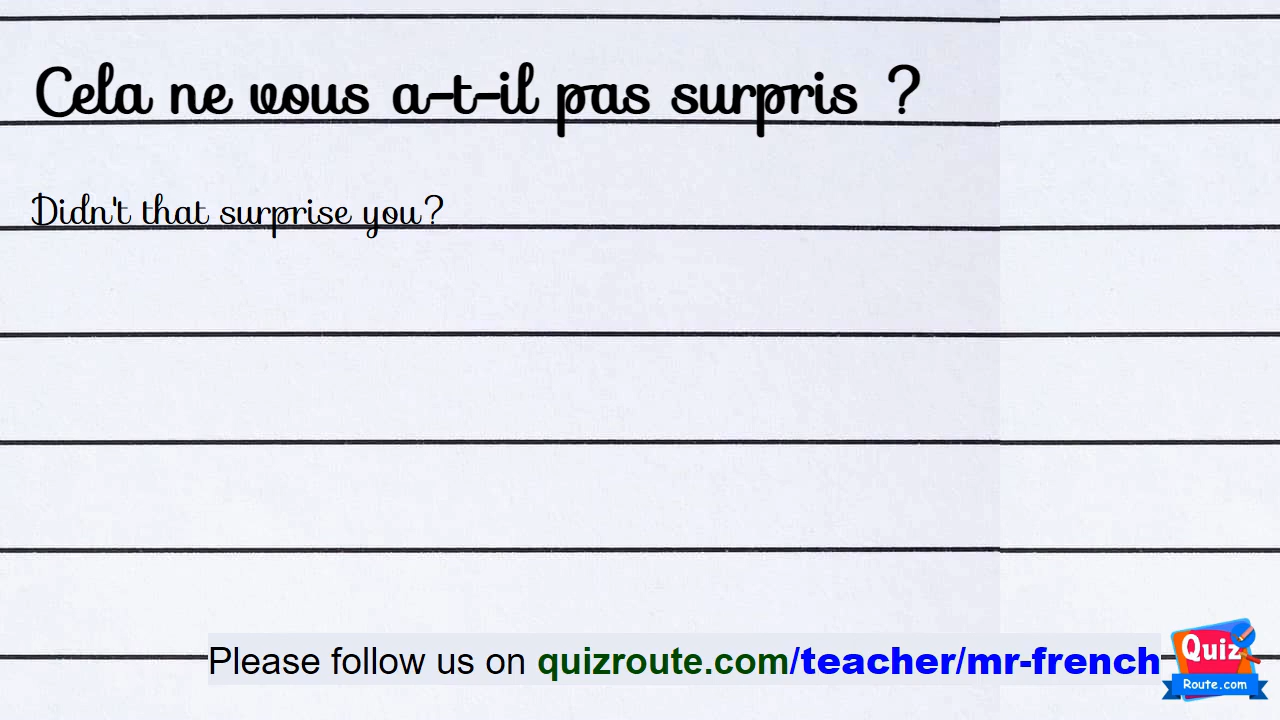 Cela ne vous a-t-il pas surpris ?
Didn't that surprise you?
Please follow us on quizroute.com/teacher/mr-french
Quiz
Route.com